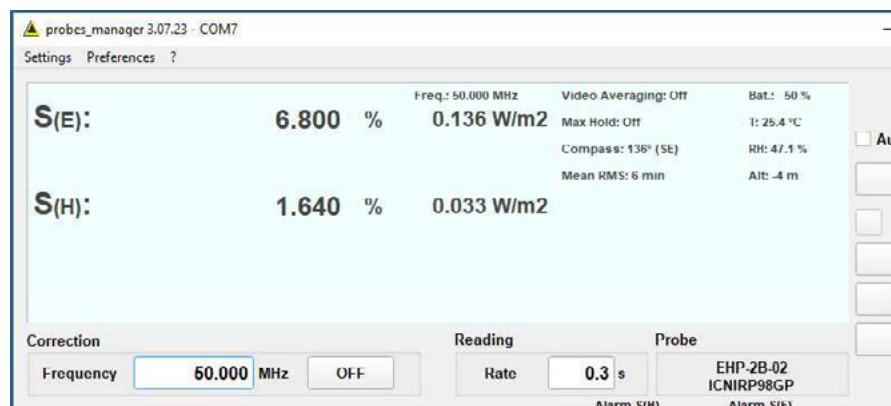 probes_manager 3.07.23 - COM7
Settings Preferences ?
Freq.: 50.000 MHz Video Averaging: Off Bat.: 50 %
S(E): 6.800 % 0.136 W/m2 Max Hold: Off T: 25.4 °C
Compass: 136° (SE) RH: 47.1 %
Mean RMS: 6 min Alt: -4 m
S(H): 1.640 % 0.033 W/m2
Correction Reading Probe
Frequency 50.000 MHz OFF Rate 0.3 s EHP-2B-02
ICNIRP98GP
Alarm S(H) Alarm S(E)